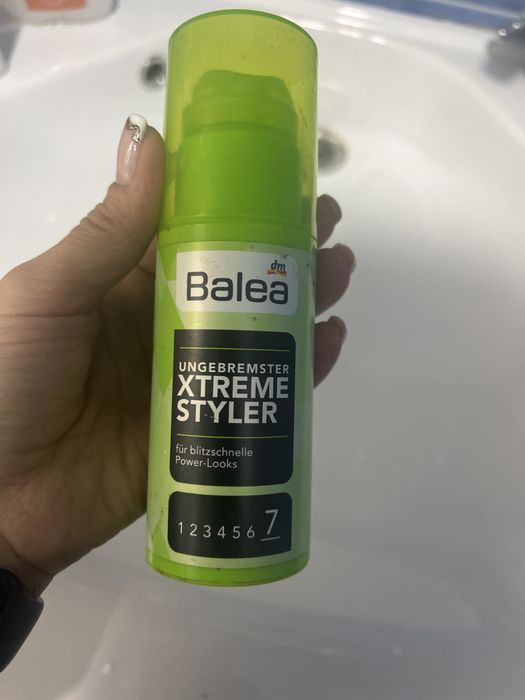 dm
Balea
UNGEBREMSTER
XTREME
STYLER
für blitzschnelle
Power-Looks
1 2 3 4 5 6 7